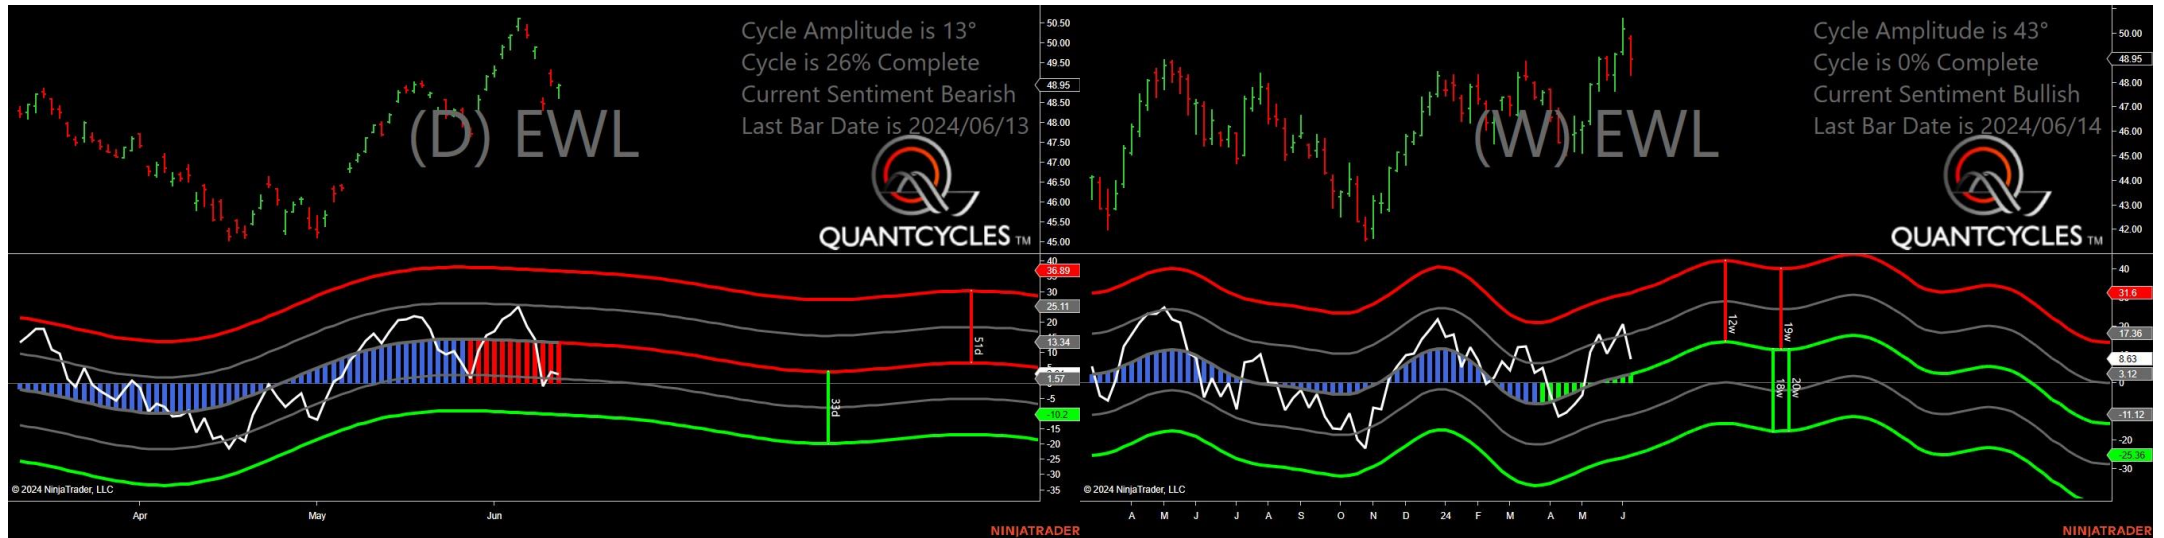 Cycle Amplitude is 13°
Cycle is 26% Complete
Current Sentiment Bearish
Last Bar Date is 2024/06/13
(D) EWL
QUANTCYCLES TM
50.50
50.00
49.50
48.95
48.50
48.00
47.50
47.00
46.50
46.00
45.50
45.00
40
36.89
30
25.11
20
13.34
10
1.57
-5
-10.2
-15
-20
-25
-30
-35
51d
33d
© 2024 NinjaTrader, LLC
Apr
May
Jun
NINJATRADER
Cycle Amplitude is 43°
Cycle is 0% Complete
Current Sentiment Bullish
Last Bar Date is 2024/06/14
(W) EWL
QUANTCYCLES TM
50.00
48.95
48.00
47.00
46.00
45.00
44.00
43.00
42.00
40
31.6
17.36
8.63
3.12
0
-11.12
-20
-25.36
-30
12w
19w
18w
20w
© 2024 NinjaTrader, LLC
A M J J A S O N D 24 F M A M J
NINJATRADER